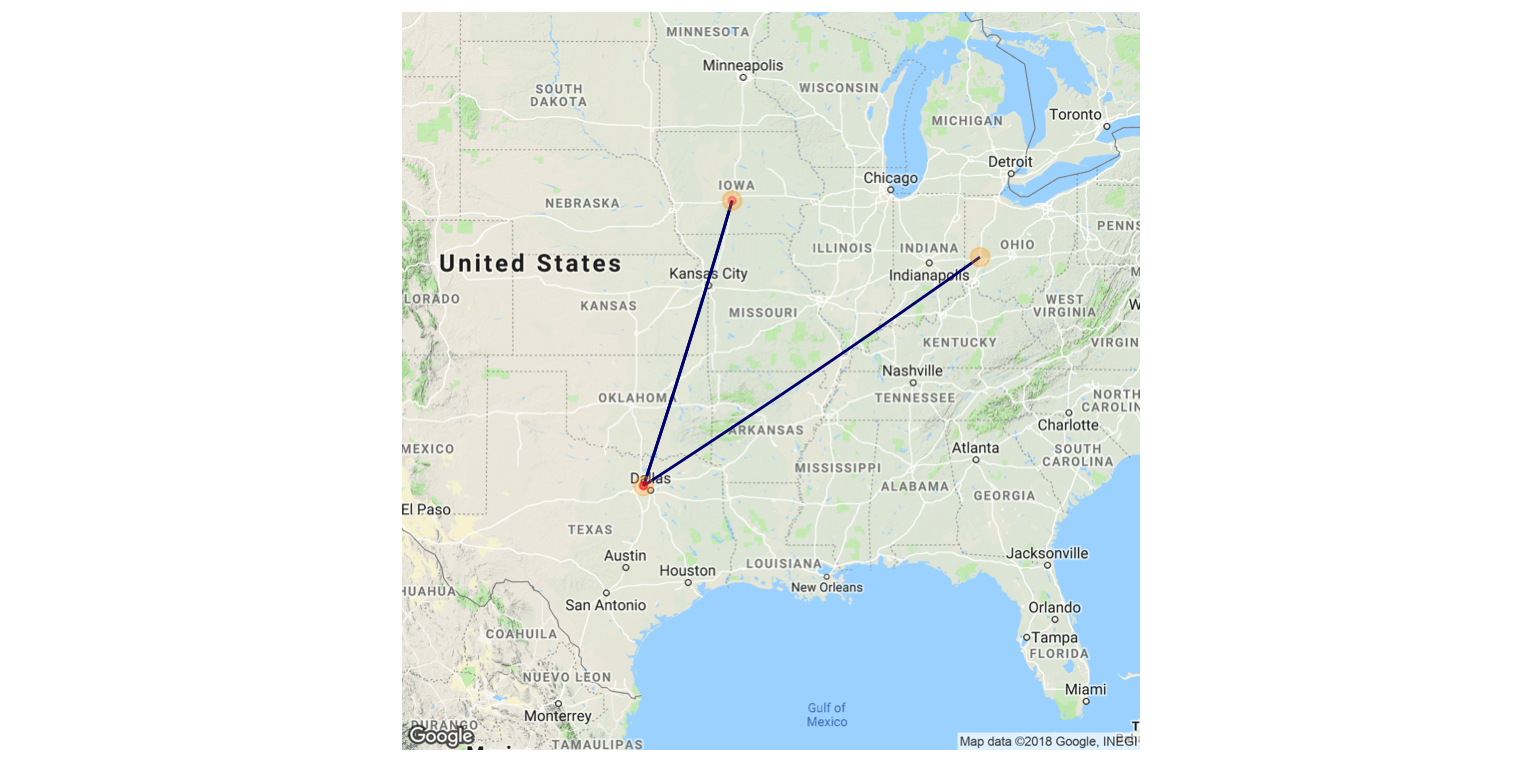 MINNESOTA
Minneapolis
SOUTH
DAKOTA
WISCONSIN
MICHIGAN
Toronto
Detroit
Chicago
IOWA
NEBRASKA
PENNS
ILLINOIS
INDIANA
OHIO
United States
Kansas City
Indianapolis
LORADO
KANSAS
MISSOURI
WEST
VIRGINIA
W
KENTUCKY
VIRGIN
Nashville
OKLAHOMA
TENNESSEE
NORTH
CAROLIN
Charlotte
ARKANSAS
MEXICO
Atlanta
SOUTH
CAROLINA
MISSISSIPPI
Dallas
ALABAMA
GEORGIA
El Paso
TEXAS
Austin
Jacksonville
LOUISIANA
Houston
New Orleans
HUAHUA
San Antonio
Orlando
COAHUILA
Tampa
FLORIDA
NUEVO LEON
Miami
Gulf of
Mexico
Monterrey
DURANGO
Google
TAMAULIPAS
Map data ©2018 Google, INEGI